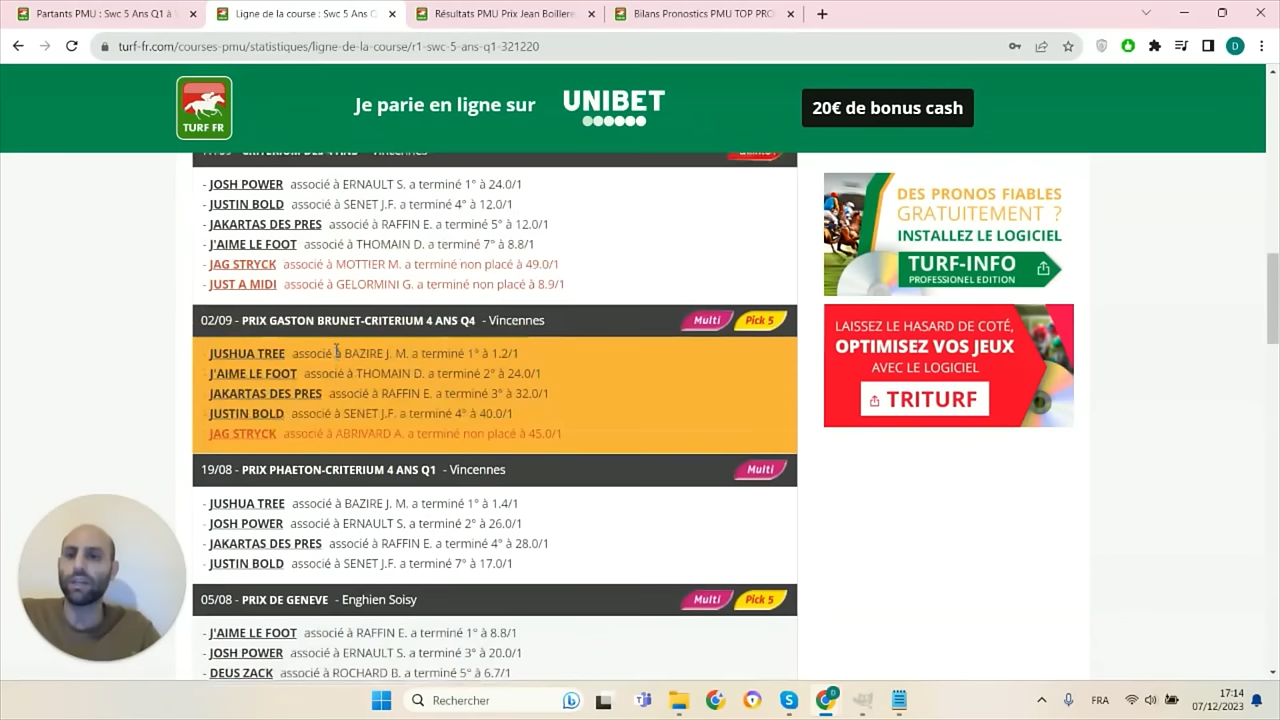 Partants PMU : Swc 5 Ans Q1 à
Ligne de la course : Swc 5 Ans Q
Résultats PMU Prix Jean Boillere
Bilans Pronostics PMU TOP PRO
turf-fr.com/courses-pmu/statistiques/ligne-de-la-course/r1-swc-5-ans-q1-321220
TURF FR
Je parie en ligne sur
UNIBET
20€ de bonus cash
CRITERIUM DES 4 ANS - Vincennes
- JOSH POWER associé à ERNAULT S. a terminé 1° à 24.0/1
- JUSTIN BOLD associé à SENET J.F. a terminé 4° à 12.0/1
- JAKARTAS DES PRES associé à RAFFIN E. a terminé 5° à 12.0/1
- J'AIME LE FOOT associé à THOMAIN D. a terminé 7° à 8.8/1
- JAG STRYCK associé à MOTTIER M. a terminé non placé à 49.0/1
- JUST A MIDI associé à GELORMINI G. a terminé non placé à 8.9/1
02/09 - PRIX GASTON BRUNET-CRITERIUM 4 ANS Q4 - Vincennes
Multi
Pick 5
- JUSHUA TREE associé à BAZIRE J. M. a terminé 1° à 1.2/1
- J'AIME LE FOOT associé à THOMAIN D. a terminé 2° à 24.0/1
- JAKARTAS DES PRES associé à RAFFIN E. a terminé 3° à 32.0/1
- JUSTIN BOLD associé à SENET J.F. a terminé 4° à 40.0/1
- JAG STRYCK associé à ABRIVARD A. a terminé non placé à 45.0/1
19/08 - PRIX PHAETON-CRITERIUM 4 ANS Q1 - Vincennes
Multi
- JUSHUA TREE associé à BAZIRE J. M. a terminé 1° à 1.4/1
- JOSH POWER associé à ERNAULT S. a terminé 2° à 26.0/1
- JAKARTAS DES PRES associé à RAFFIN E. a terminé 4° à 28.0/1
- JUSTIN BOLD associé à SENET J.F. a terminé 7° à 17.0/1
05/08 - PRIX DE GENEVE - Enghien Soisy
Multi
Pick 5
- J'AIME LE FOOT associé à RAFFIN E. a terminé 1° à 8.8/1
- JOSH POWER associé à ERNAULT S. a terminé 3° à 20.0/1
- DEUS ZACK associé à ROCHARD B. a terminé 5° à 6.7/1
DES PRONOS FIABLES
GRATUITEMENT ?
INSTALLEZ LE LOGICIEL
TURF-INFO
PROFESSIONEL EDITION
LAISSEZ LE HASARD DE COTÉ,
OPTIMISEZ VOS JEUX
AVEC LE LOGICIEL
TRITURF
Rechercher
FRA
17:14
07/12/2023